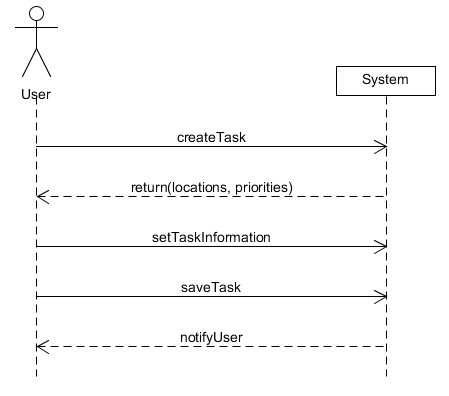 User
System
createTask
return(locations, priorities)
setTaskInformation
saveTask
notifyUser